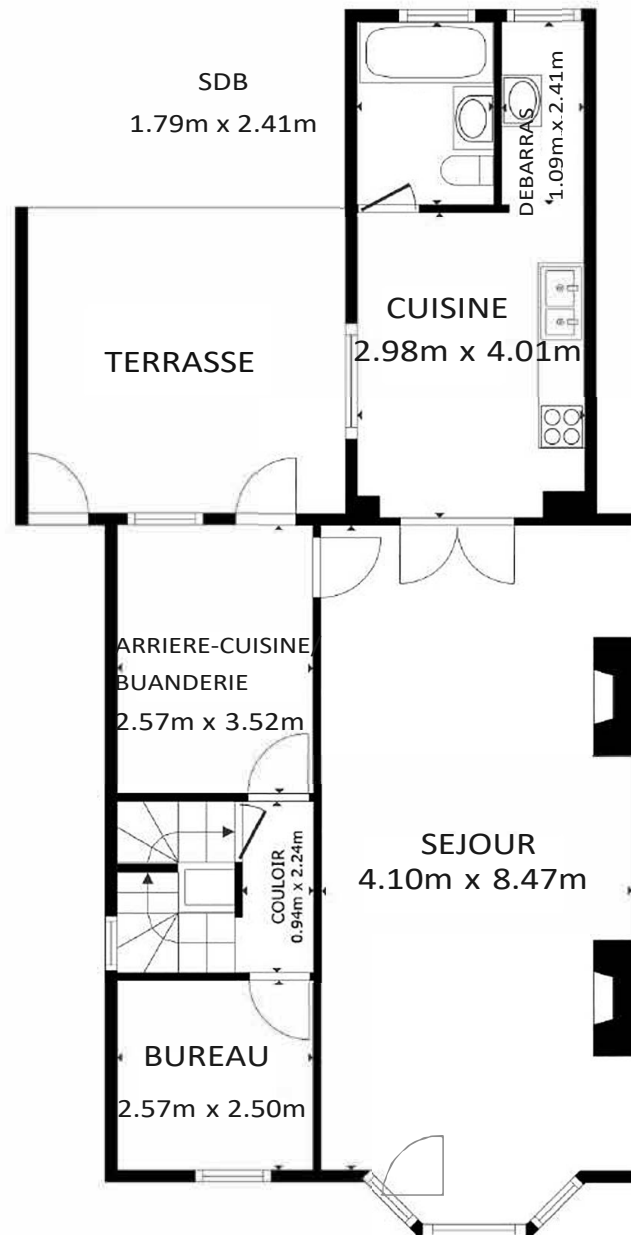 SDB
1.79m x 2.41m
DEBARRAS
1.09m x 2.41m
CUISINE
2.98m x 4.01m
TERRASSE
ARRIERE-CUISINE/
BUANDERIE
2.57m x 3.52m
SEJOUR
4.10m x 8.47m
COULOIR
0.94m x 2.24m
BUREAU
2.57m x 2.50m